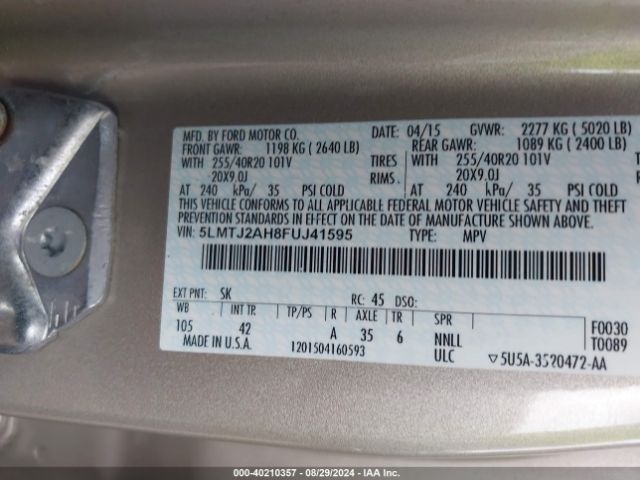 MFD. BY FORD MOTOR CO. DATE: 04/15 GVWR: 2277 KG ( 5020 LB)
FRONT GAWR: 1198 KG ( 2640 LB) REAR GAWR: 1089 KG ( 2400 LB)
WITH 255/40R20 101V TIRES WITH 255/40R20 101V
20X9.0J RIMS 20X9.0J
AT 240 kPa/ 35 PSI COLD AT 240 kPa/ 35 PSI COLD
THIS VEHICLE CONFORMS TO ALL APPLICABLE FEDERAL MOTOR VEHICLE SAFETY AND THEFT
PREVENTION STANDARDS IN EFFECT ON THE DATE OF MANUFACTURE SHOWN ABOVE.
VIN: 5LMTJ2AH8FUJ41595 TYPE: MPV
EXT PNT: SK RC: 45 DSO:
WB INT TR TP/PS R AXLE TR SPR F0030
105 42 A 35 6 NNLL T0089
MADE IN U.S.A. 1201504160593 ULC ▽5U5A-3520472-AA
000-40210357 - 08/29/2024 - IAA Inc.